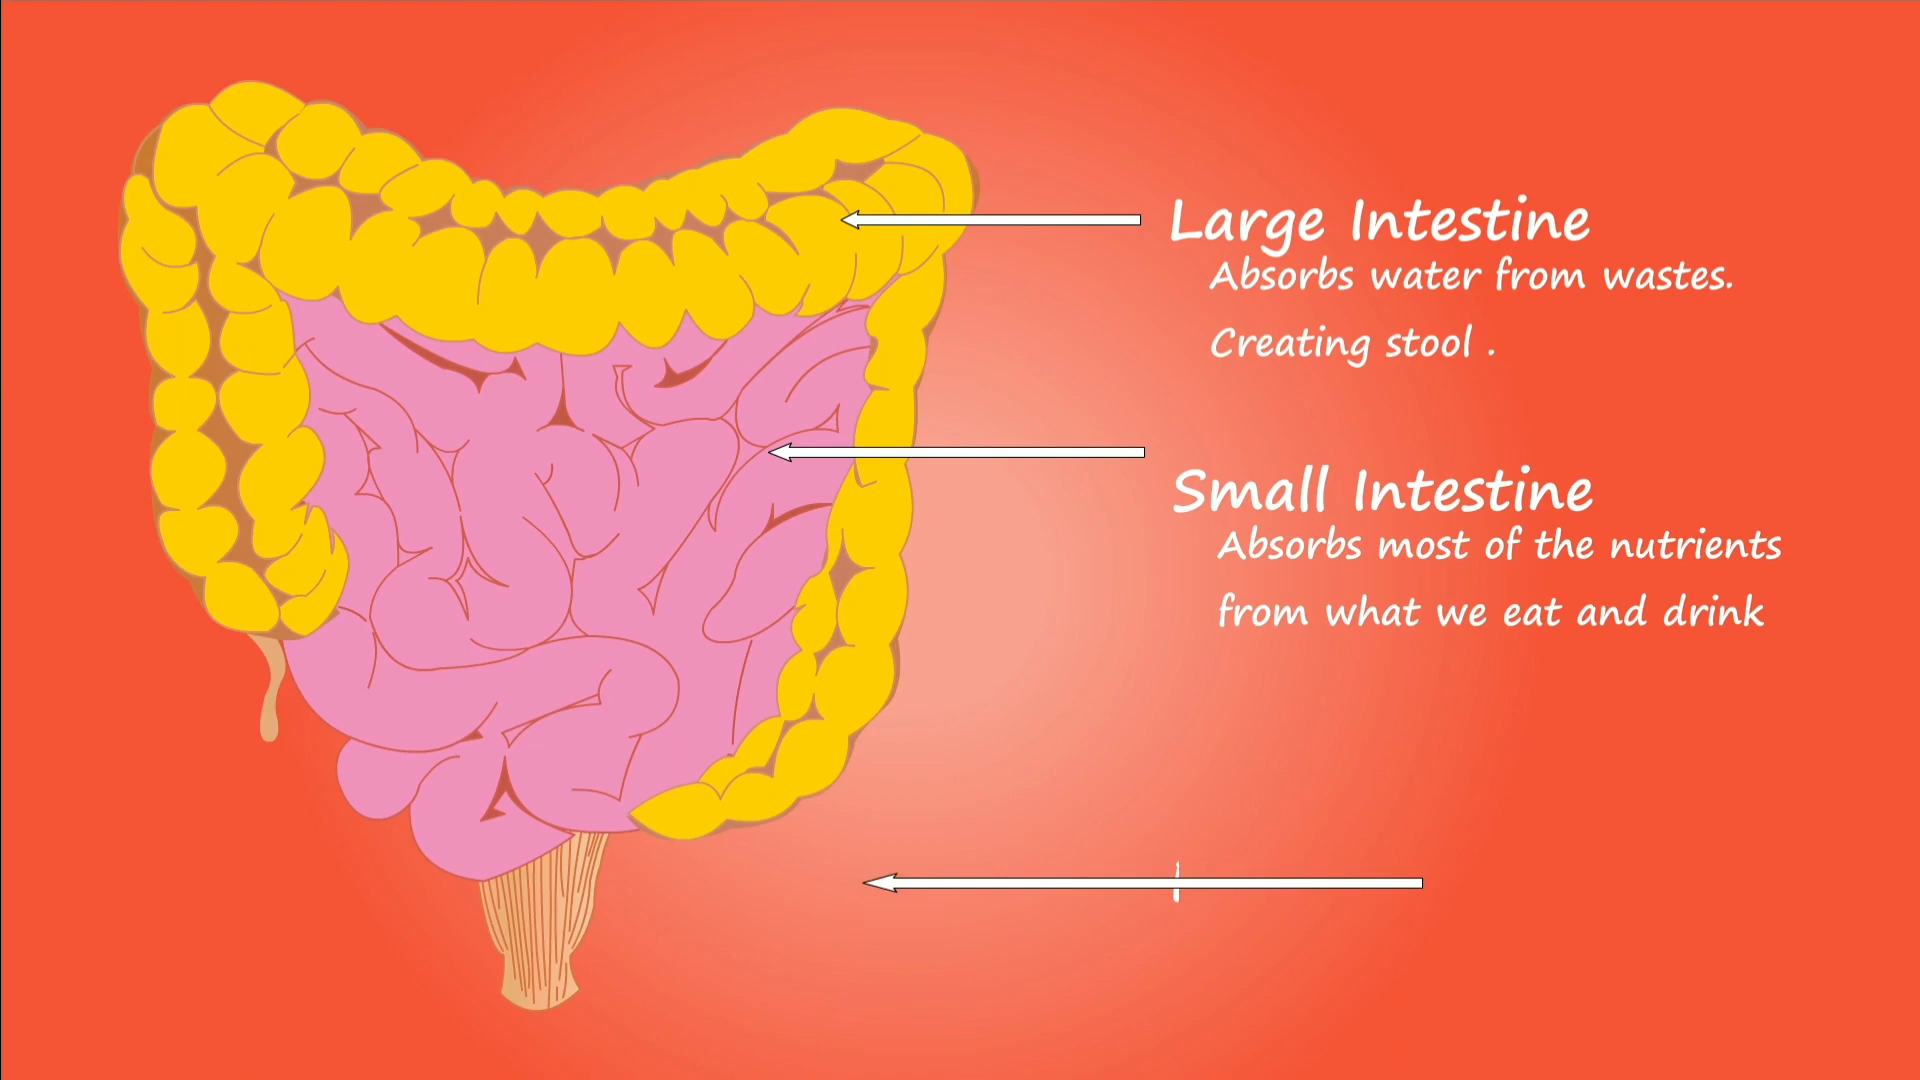 Large Intestine
Absorbs water from wastes.
Creating stool .
Small Intestine
Absorbs most of the nutrients
from what we eat and drink